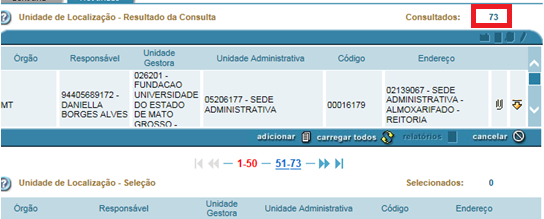 Unidade de Localização - Resultado da Consulta Consultados: 73
Órgão Responsável Unidade Gestora Unidade Administrativa Código Endereço
MT
94405689172 -
DANIELLA
BORGES ALVES
026201 -
FUNDACAO
UNIVERSIDADE
DO ESTADO
DE MATO
GROSSO -
05206177 - SEDE
ADMINISTRATIVA
00016179
02139067 - SEDE
ADMINISTRATIVA -
ALMOXARIFADO -
REITORIA
adicionar carregar todos relatórios cancelar
1-50 — 51-73
Unidade de Localização - Seleção Selecionados: 0
Órgão Responsável Unidade Gestora Unidade Administrativa Código Endereço